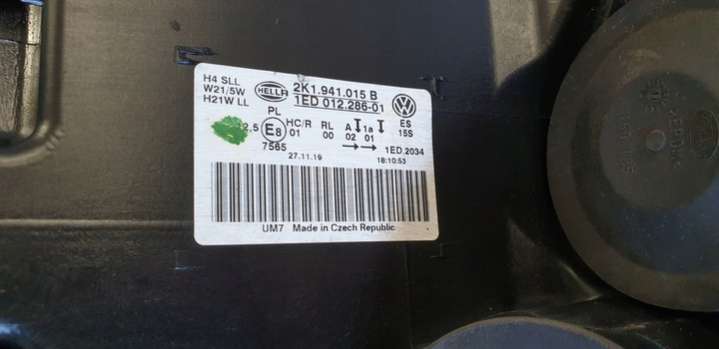 H4 SLL
W21/5W
H21W LL
HELLA
2K1.941.015 B
1ED 012.286-01
PL
2.5 E8 HC/R RL A 1a ES
01 00 02 01 15S
7565 → → 1ED.2034
27.11.19 18:10:53
UM7 Made in Czech Republic